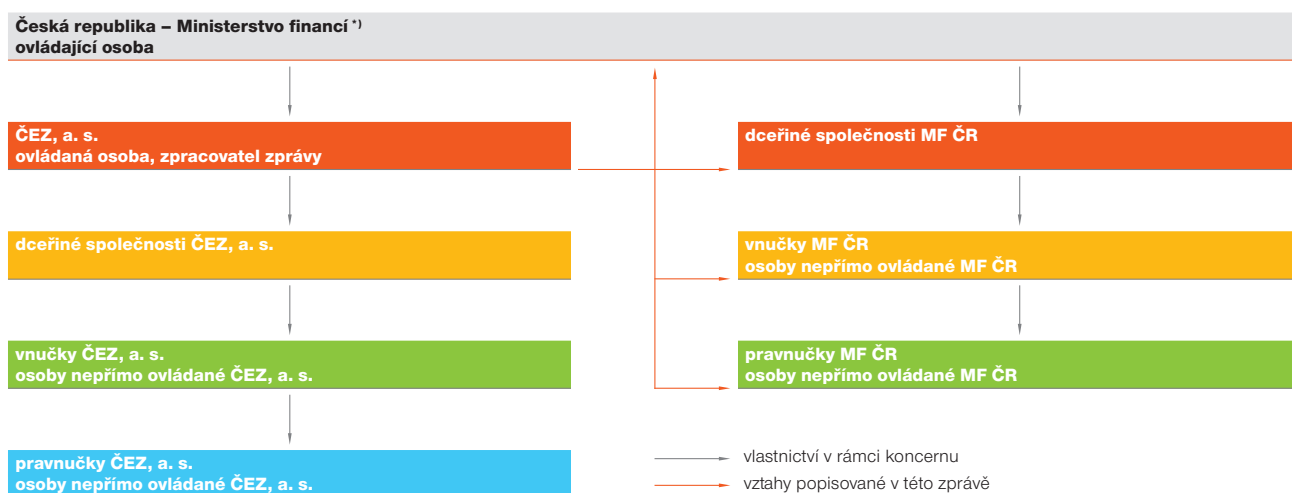 Česká republika – Ministerstvo financí *)
ovládající osoba
ČEZ, a. s.
ovládaná osoba, zpracovatel zprávy
dceřiné společnosti MF ČR
dceřiné společnosti ČEZ, a. s.
vnučky MF ČR
osoby nepřímo ovládané MF ČR
vnučky ČEZ, a. s.
osoby nepřímo ovládané ČEZ, a. s.
pravnučky MF ČR
osoby nepřímo ovládané MF ČR
pravnučky ČEZ, a. s.
osoby nepřímo ovládané ČEZ, a. s.
vlastnictví v rámci koncernu
vztahy popisované v této zprávě